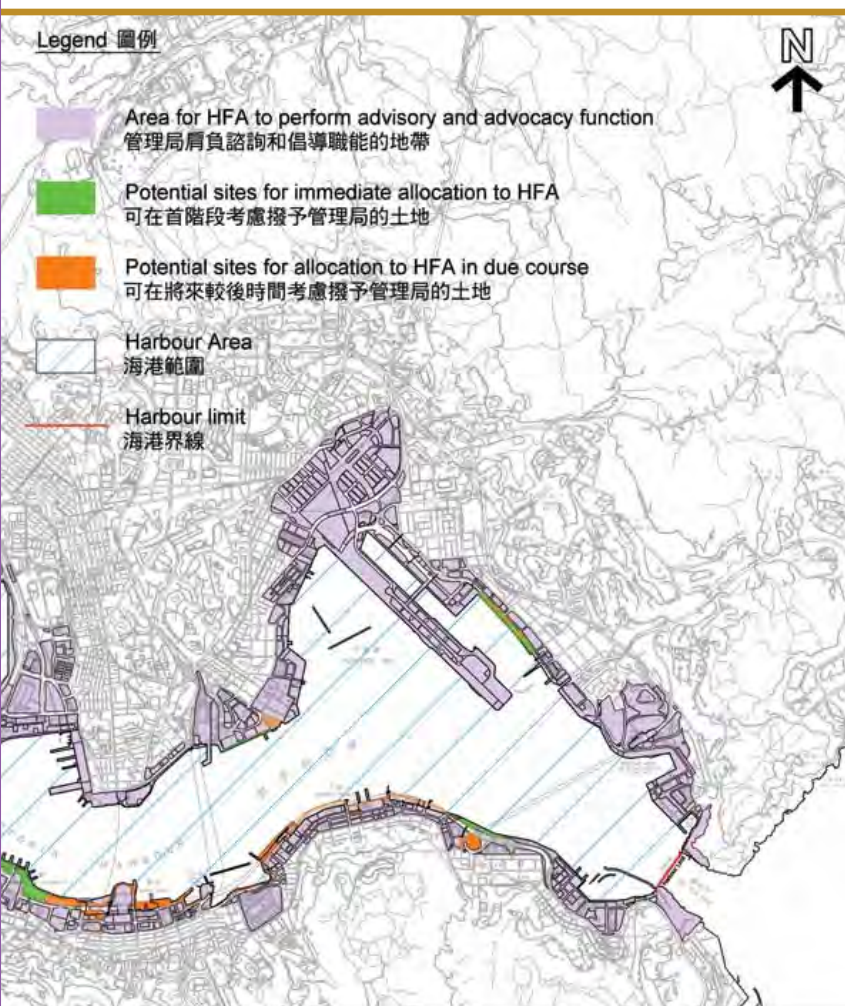 Legend 圖例
N
Area for HFA to perform advisory and advocacy function
管理局肩負諮詢和倡導職能的地帶
Potential sites for immediate allocation to HFA
可在首階段考慮撥予管理局的土地
Potential sites for allocation to HFA in due course
可在將來較後時間考慮撥予管理局的土地
Harbour Area
海港範圍
Harbour limit
海港界線